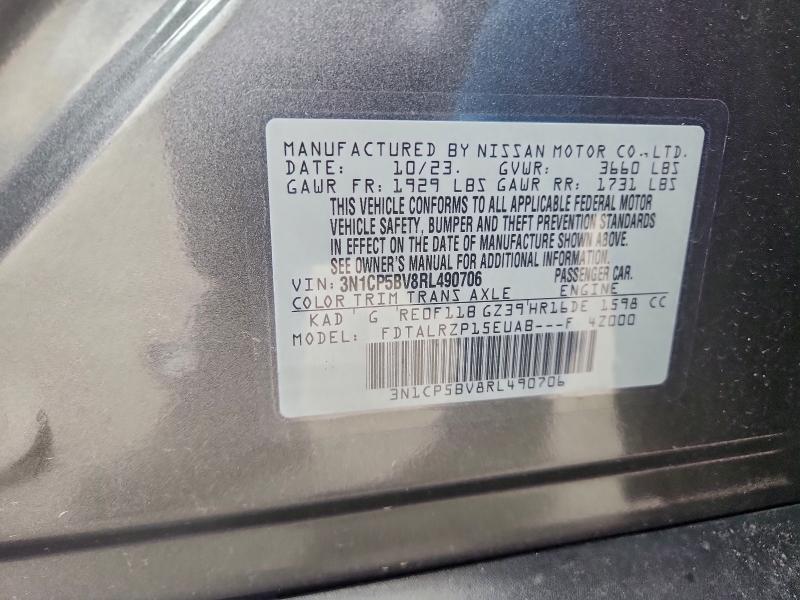 MANUFACTURED BY NISSAN MOTOR CO., LTD.
DATE: 10/23. GVWR: 3660 LBS
GAWR FR: 1929 LBS GAWR RR: 1731 LBS
THIS VEHICLE CONFORMS TO ALL APPLICABLE FEDERAL MOTOR
VEHICLE SAFETY, BUMPER AND THEFT PREVENTION STANDARDS
IN EFFECT ON THE DATE OF MANUFACTURE SHOWN ABOVE.
SEE OWNER'S MANUAL FOR ADDITIONAL INFORMATION.
VIN: 3N1CP5BV8RL490706 PASSENGER CAR.
COLOR TRIM TRANS AXLE ENGINE
KAD G RE0F11B GZ39 HR16DE 1598 CC
MODEL: FDTALRZP15EUAB---F 4Z000
3N1CP5BV8RL490706